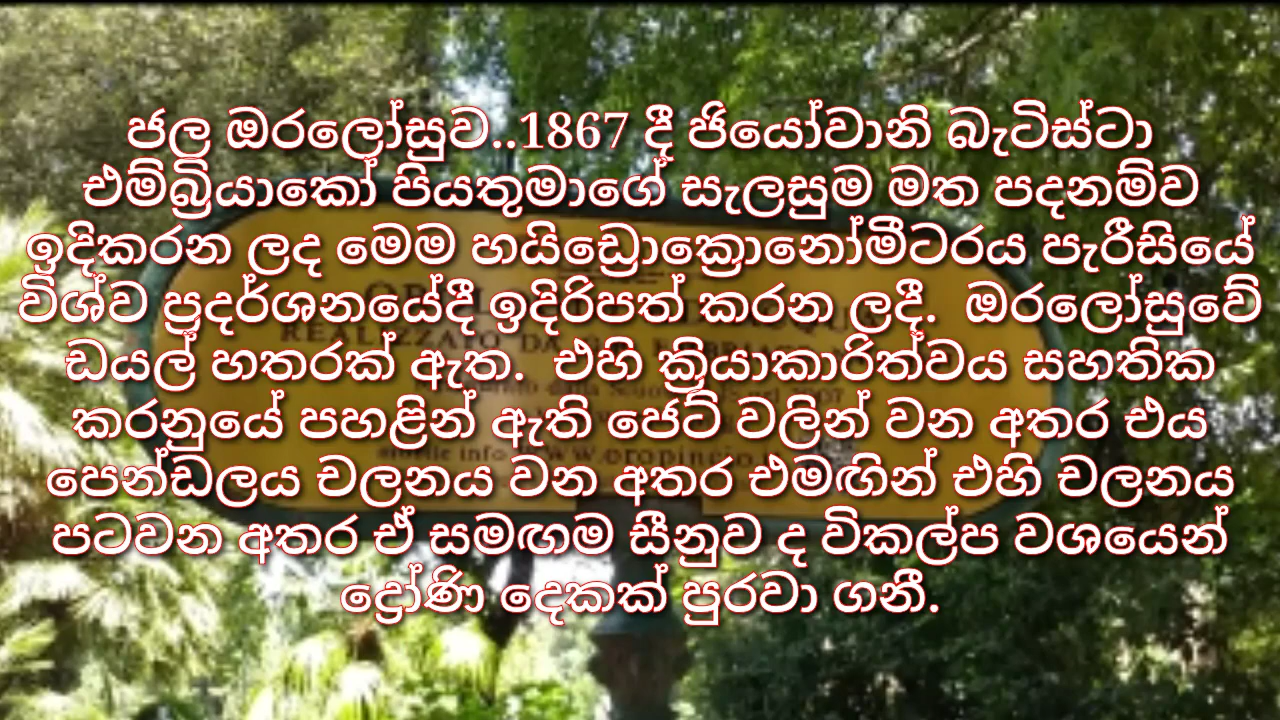 ජල ඔරලෝසුව..1867 දී ජියෝවානි බැටිස්ටා
එම්බ්‍රියාකෝ පියතුමාගේ සැලසුම මත පදනම්ව
ඉදිකරන ලද මෙම හයිඩ්‍රොක්‍රොනෝමීටරය පැරීසියේ
විශ්ව ප්‍රදර්ශනයේදී ඉදිරිපත් කරන ලදී.  ඔරලෝසුවේ
ඩයල් හතරක් ඇත.  එහි ක්‍රියාකාරිත්වය සහතික
කරනුයේ පහළින් ඇති ජෙට් වලින් වන අතර එය
පෙන්ඩලය චලනය වන අතර එමඟින් එහි චලනය
පටවන අතර ඒ සමඟම සීනුව ද විකල්ප වශයෙන්
ද්‍රෝණි දෙකක් පුරවා ගනී.